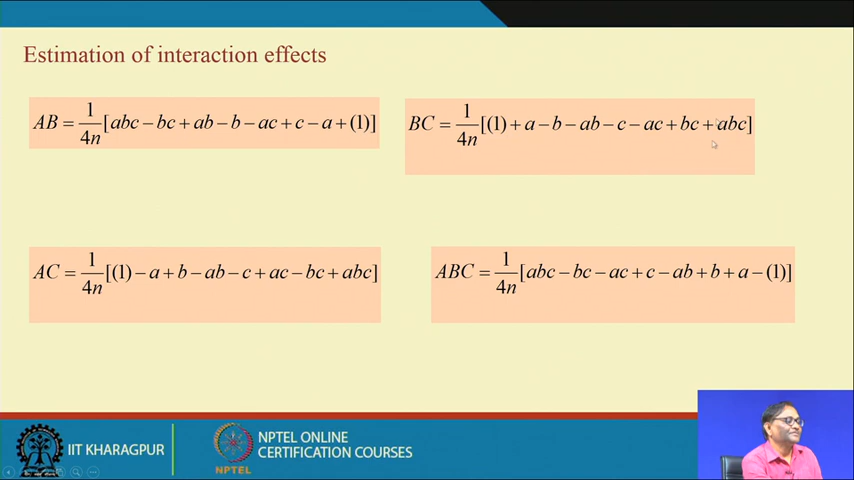 Estimation of interaction effects
AB = 1/4n [abc − bc + ab − b − ac + c − a + (1)]
BC = 1/4n [(1) + a − b − ab − c − ac + bc + abc]
AC = 1/4n [(1) − a + b − ab − c + ac − bc + abc]
ABC = 1/4n [abc − bc − ac + c − ab + b + a − (1)]
IIT KHARAGPUR
NPTEL
NPTEL ONLINE
CERTIFICATION COURSES